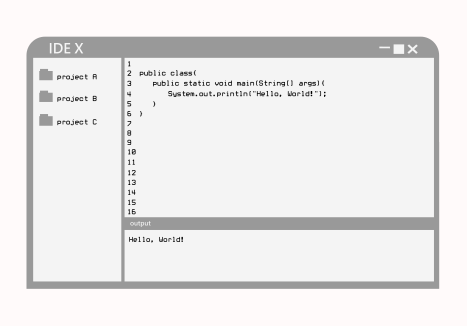 IDE X
project A
project B
project C
1
2 public class(
3 public static void main(String[] args){
4 System.out.println("Hello, World!");
5 )
6 )
7
8
9
10
11
12
13
14
15
16
output
Hello, World!